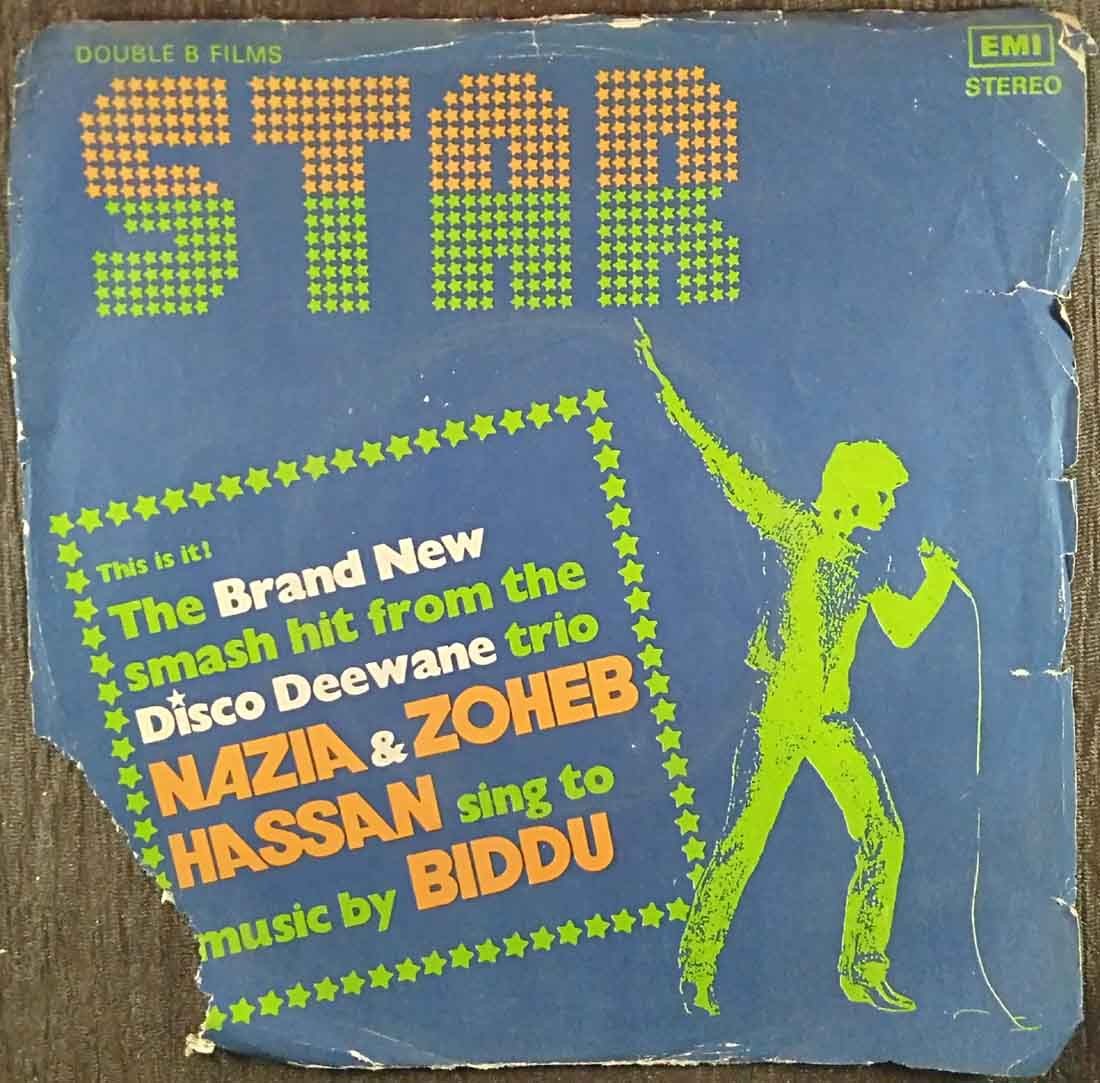 DOUBLE B FILMS
EMI
STEREO
STAR
This is it!
The Brand New
smash hit from the
Disco Deewane trio
NAZIA & ZOHEB
HASSAN sing to
music by BIDDU